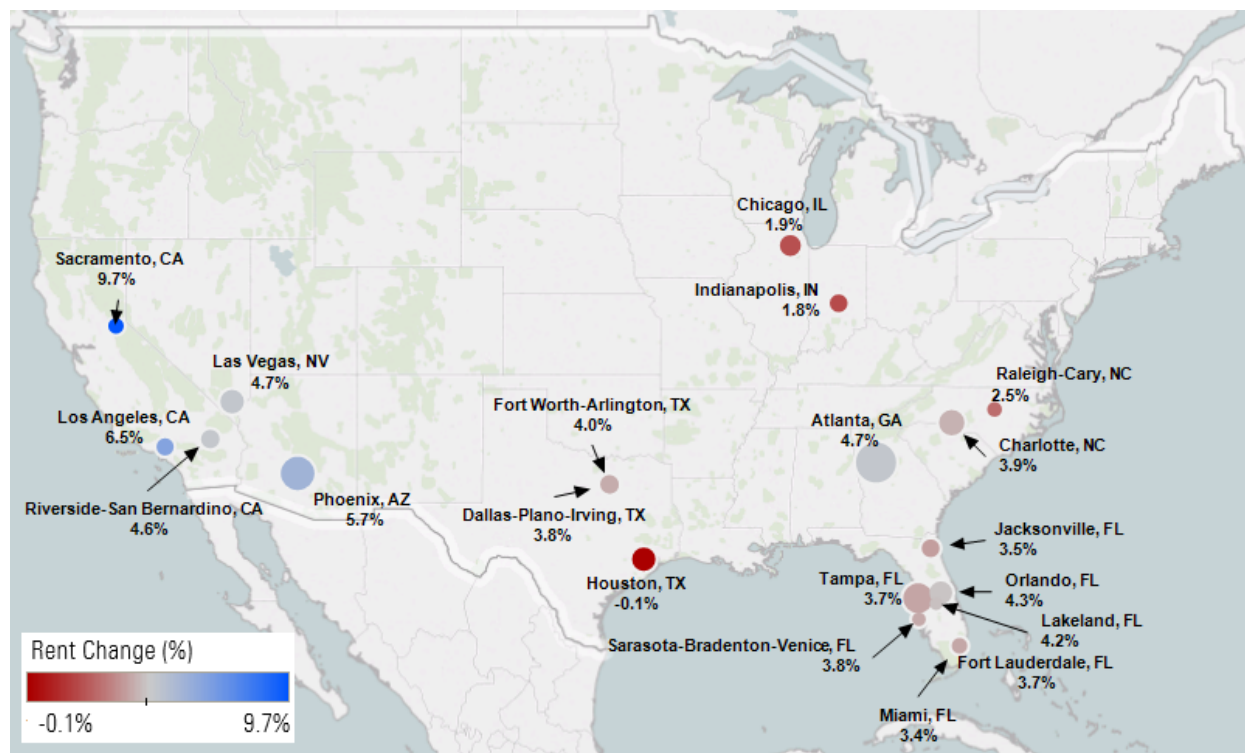 Chicago, IL
1.9%
Sacramento, CA
9.7%
Indianapolis, IN
1.8%
Las Vegas, NV
4.7%
Raleigh-Cary, NC
2.5%
Fort Worth-Arlington, TX
4.0%
Los Angeles, CA
6.5%
Atlanta, GA
4.7%
Charlotte, NC
3.9%
Phoenix, AZ
5.7%
Riverside-San Bernardino, CA
4.6%
Dallas-Plano-Irving, TX
3.8%
Jacksonville, FL
3.5%
Houston, TX
-0.1%
Tampa, FL
3.7%
Orlando, FL
4.3%
Lakeland, FL
4.2%
Sarasota-Bradenton-Venice, FL
3.8%
Fort Lauderdale, FL
3.7%
Miami, FL
3.4%
Rent Change (%)
-0.1% 9.7%